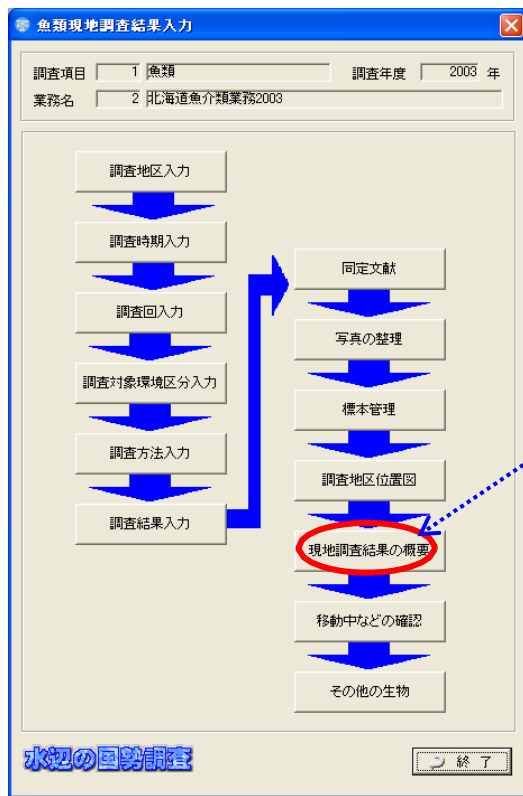 魚類現地調査結果入力
調査項目 1 魚類 調査年度 2003 年
業務名 2 北海道魚介類業務2003
調査地区入力
調査時期入力
調査回入力
調査対象環境区分入力
調査方法入力
調査結果入力
同定文献
写真の整理
標本管理
調査地区位置図
現地調査結果の概要
移動中などの確認
その他の生物
水辺の国勢調査
終 了